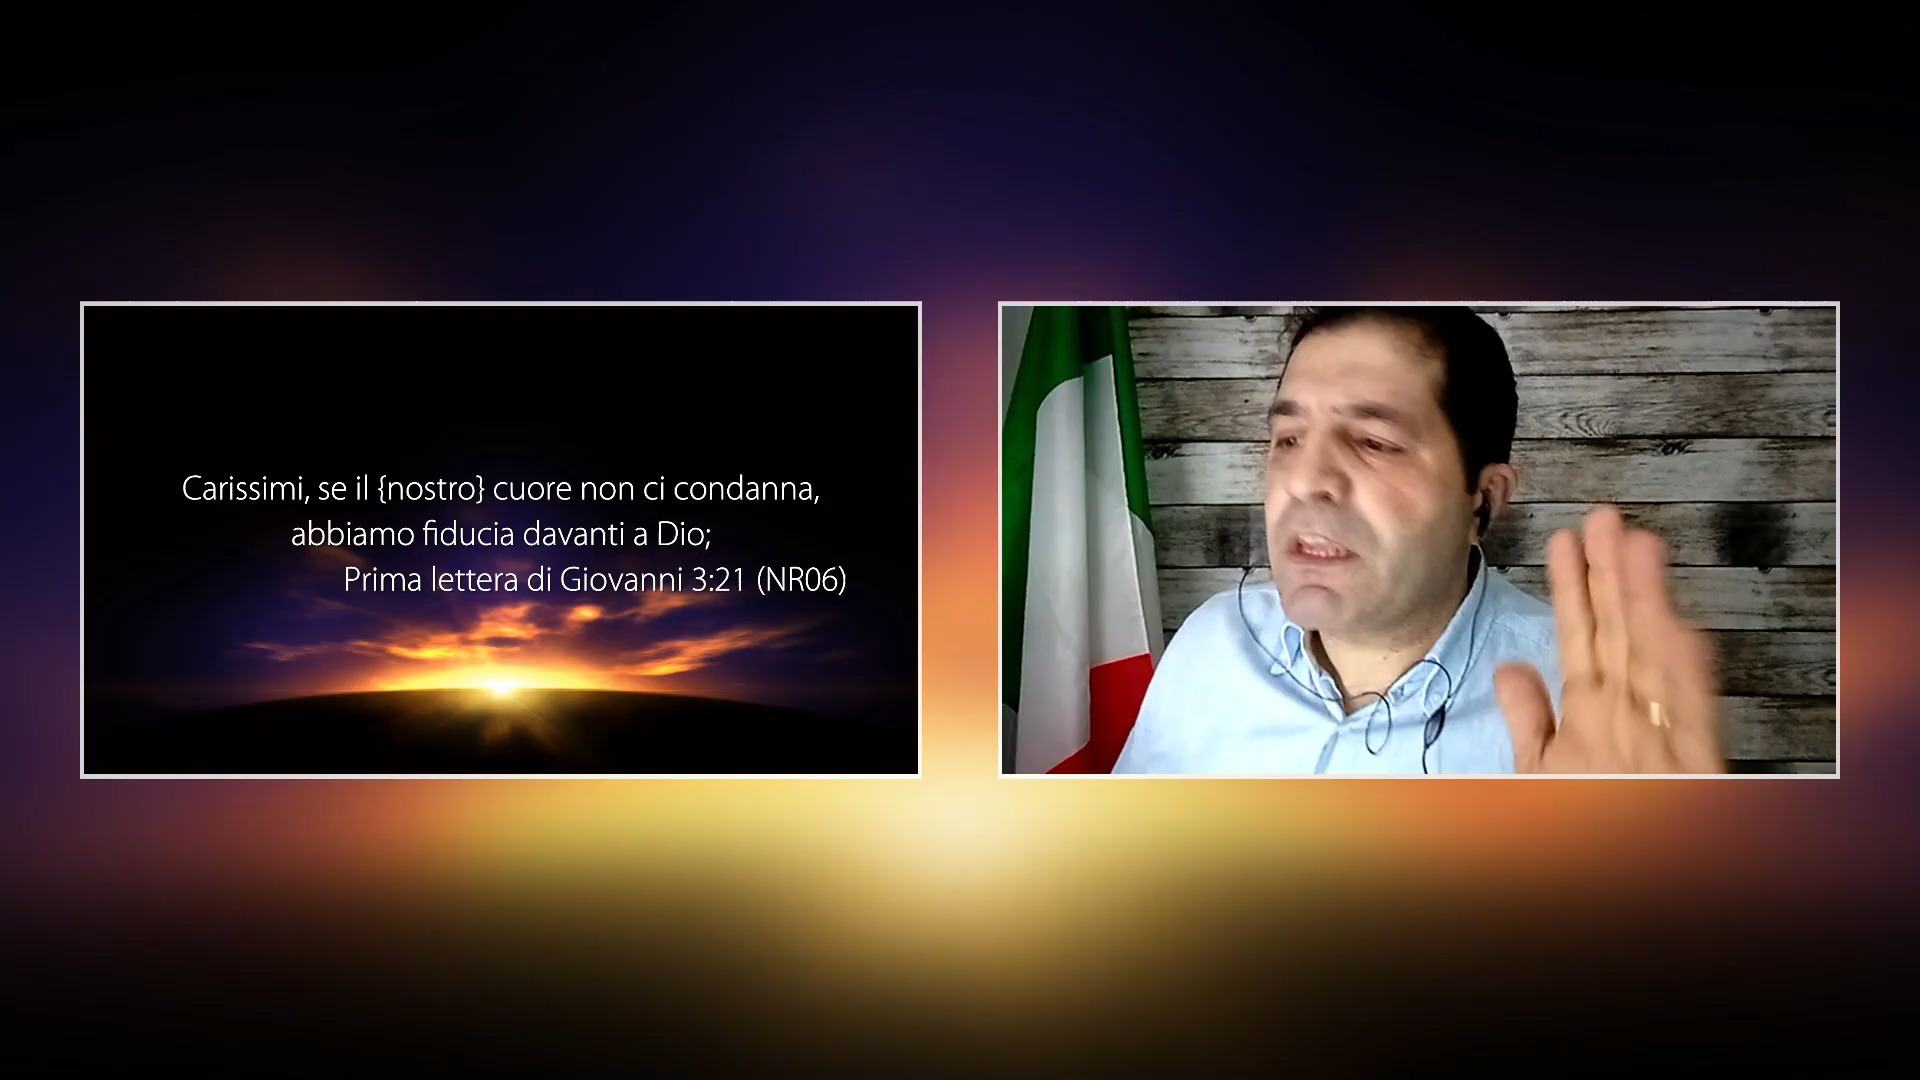 Carissimi, se il {nostro} cuore non ci condanna,
abbiamo fiducia davanti a Dio;
Prima lettera di Giovanni 3:21 (NR06)